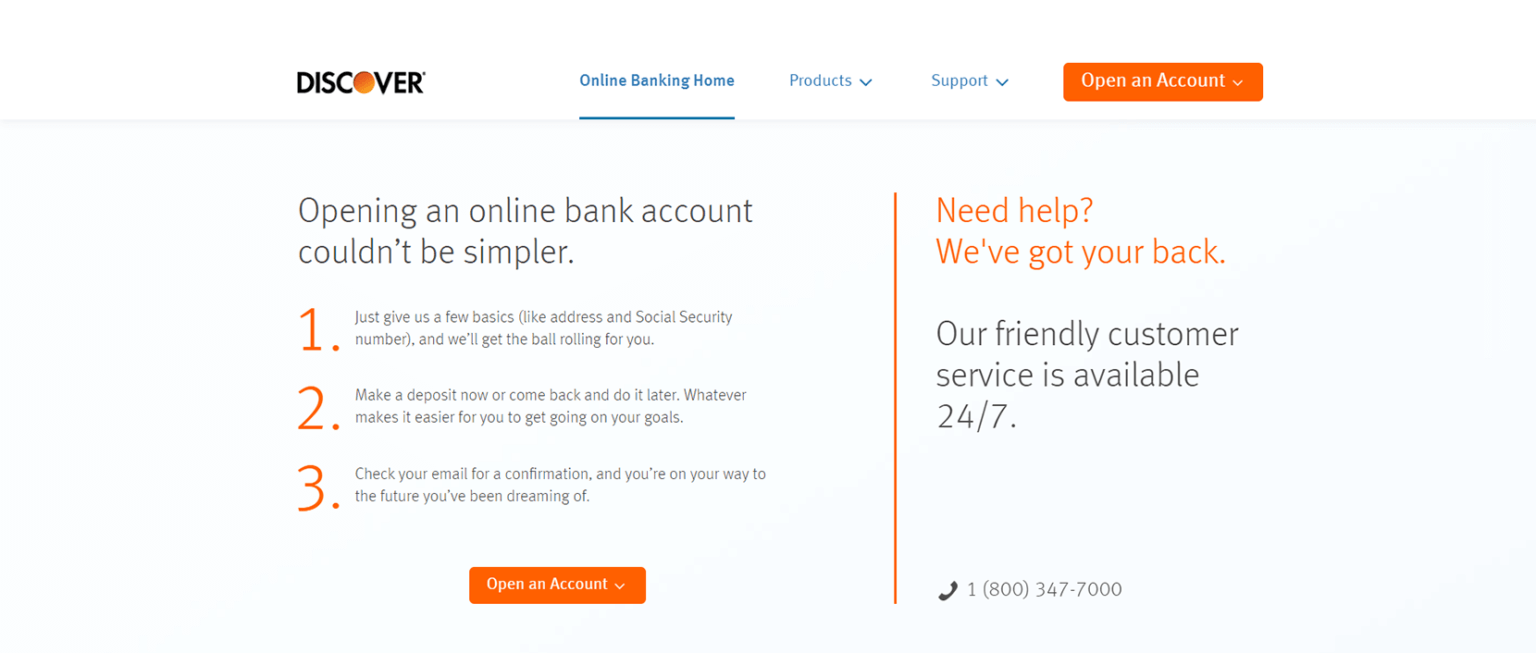 DISCOVER
Online Banking Home
Products
Support
Open an Account
Opening an online bank account
couldn’t be simpler.
1.
Just give us a few basics (like address and Social Security
number), and we’ll get the ball rolling for you.
2.
Make a deposit now or come back and do it later. Whatever
makes it easier for you to get going on your goals.
3.
Check your email for a confirmation, and you’re on your way to
the future you’ve been dreaming of.
Open an Account
Need help?
We've got your back.
Our friendly customer
service is available
24/7.
1 (800) 347-7000